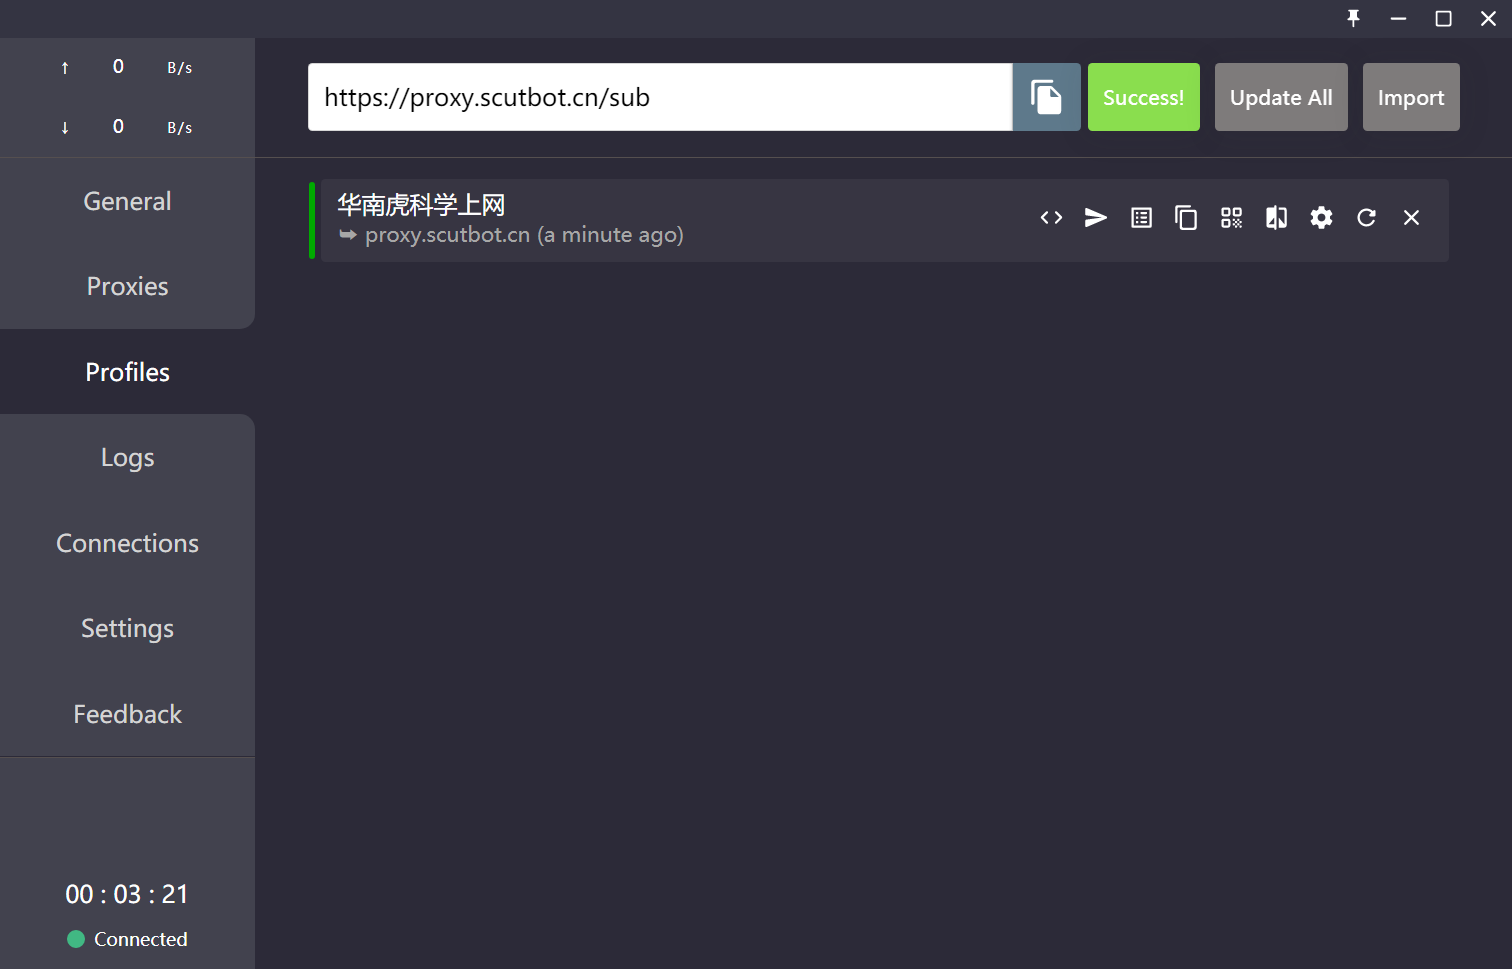 ↑ 0 B/s
↓ 0 B/s
General
Proxies
Profiles
Logs
Connections
Settings
Feedback
00 : 03 : 21
Connected
https://proxy.scutbot.cn/sub
Success!
Update All
Import
华南虎科学上网
proxy.scutbot.cn (a minute ago)